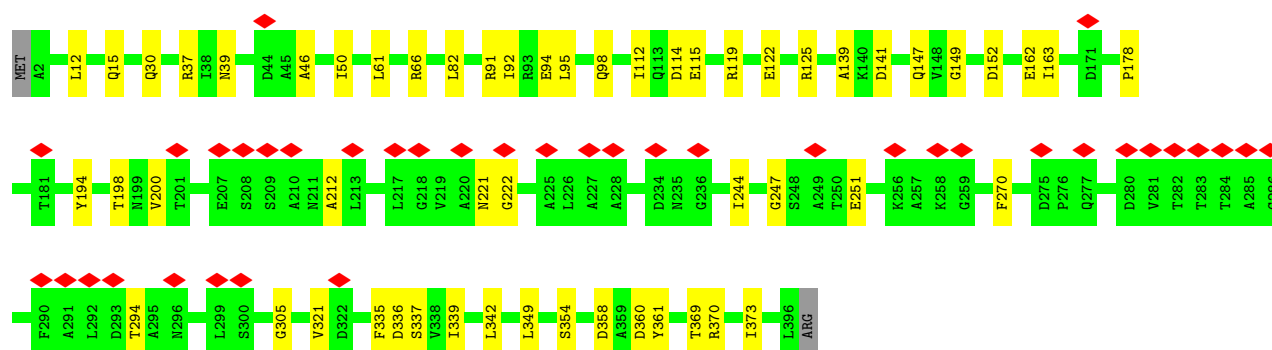 MET A2 L12 Q15 Q30 R37 I38 N39 D44 A45 A46 I50 L61 R66 L82 R91 I92 R93 E94 L95 Q98 I112 Q113 D114 E115 R119 E122 R125 A139 K140 D141 Q147 V148 G149 D152 E162 I163 D171 P178
T181 Y194 T198 N199 V200 T201 E207 S208 S209 A210 N211 A212 L213 L217 G218 V219 A220 N221 G222 A225 L226 A227 A228 D234 N235 G236 I244 G247 S248 A249 T250 E251 K256 A257 K258 G259 F270 D275 P276 Q277 D280 V281 T282 T283 T284 A285
F290 A291 L292 D293 T294 A295 N296 L299 S300 G305 V321 D322 F335 D336 S337 V338 I339 L342 L349 S354 D358 A359 D360 Y361 T369 R370 I373 L396 ARG